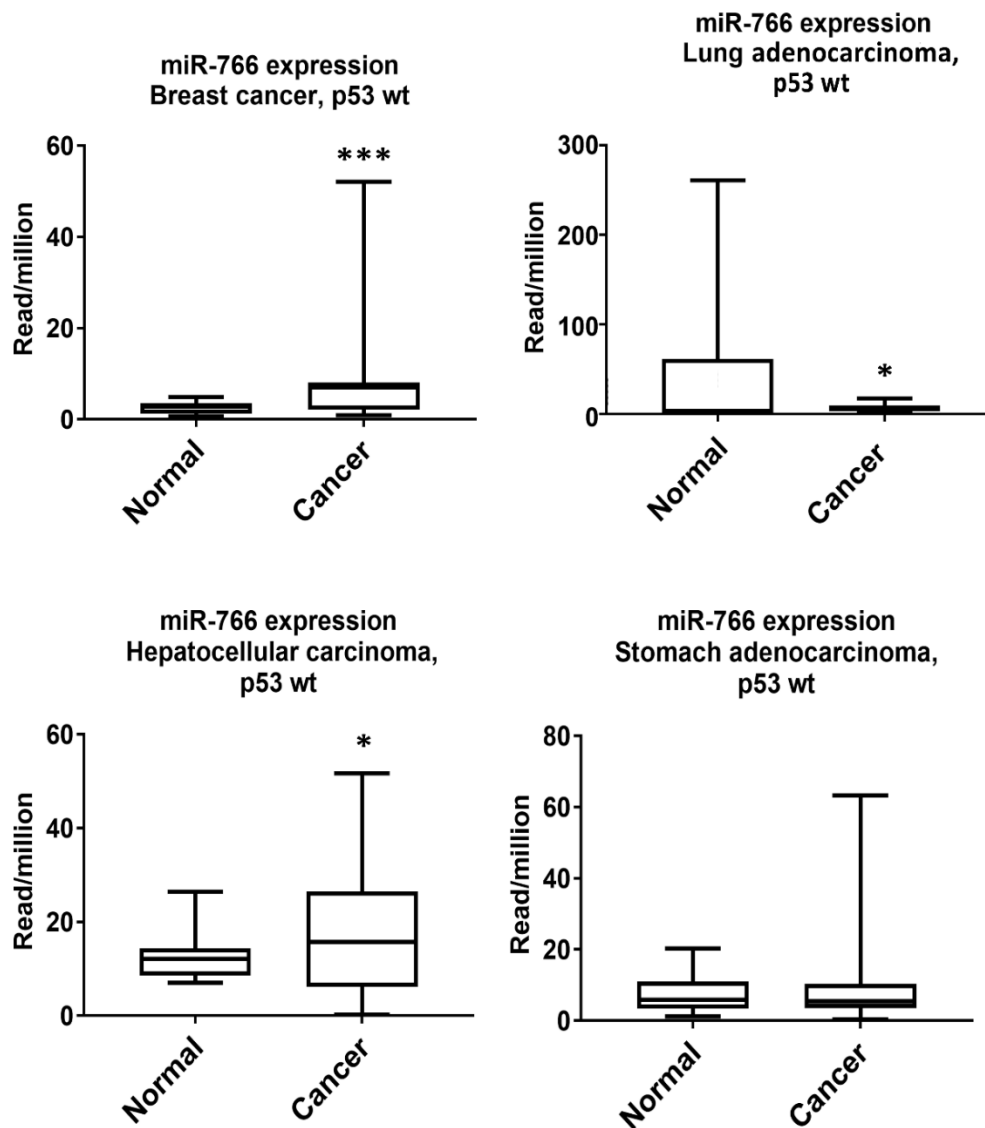 miR-766 expression
Breast cancer, p53 wt
Read/million
60
40
20
0
***
Normal
Cancer
miR-766 expression
Lung adenocarcinoma,
p53 wt
Read/million
300
200
100
0
*
Normal
Cancer
miR-766 expression
Hepatocellular carcinoma,
p53 wt
Read/million
60
40
20
0
*
Normal
Cancer
miR-766 expression
Stomach adenocarcinoma,
p53 wt
Read/million
80
60
40
20
0
Normal
Cancer